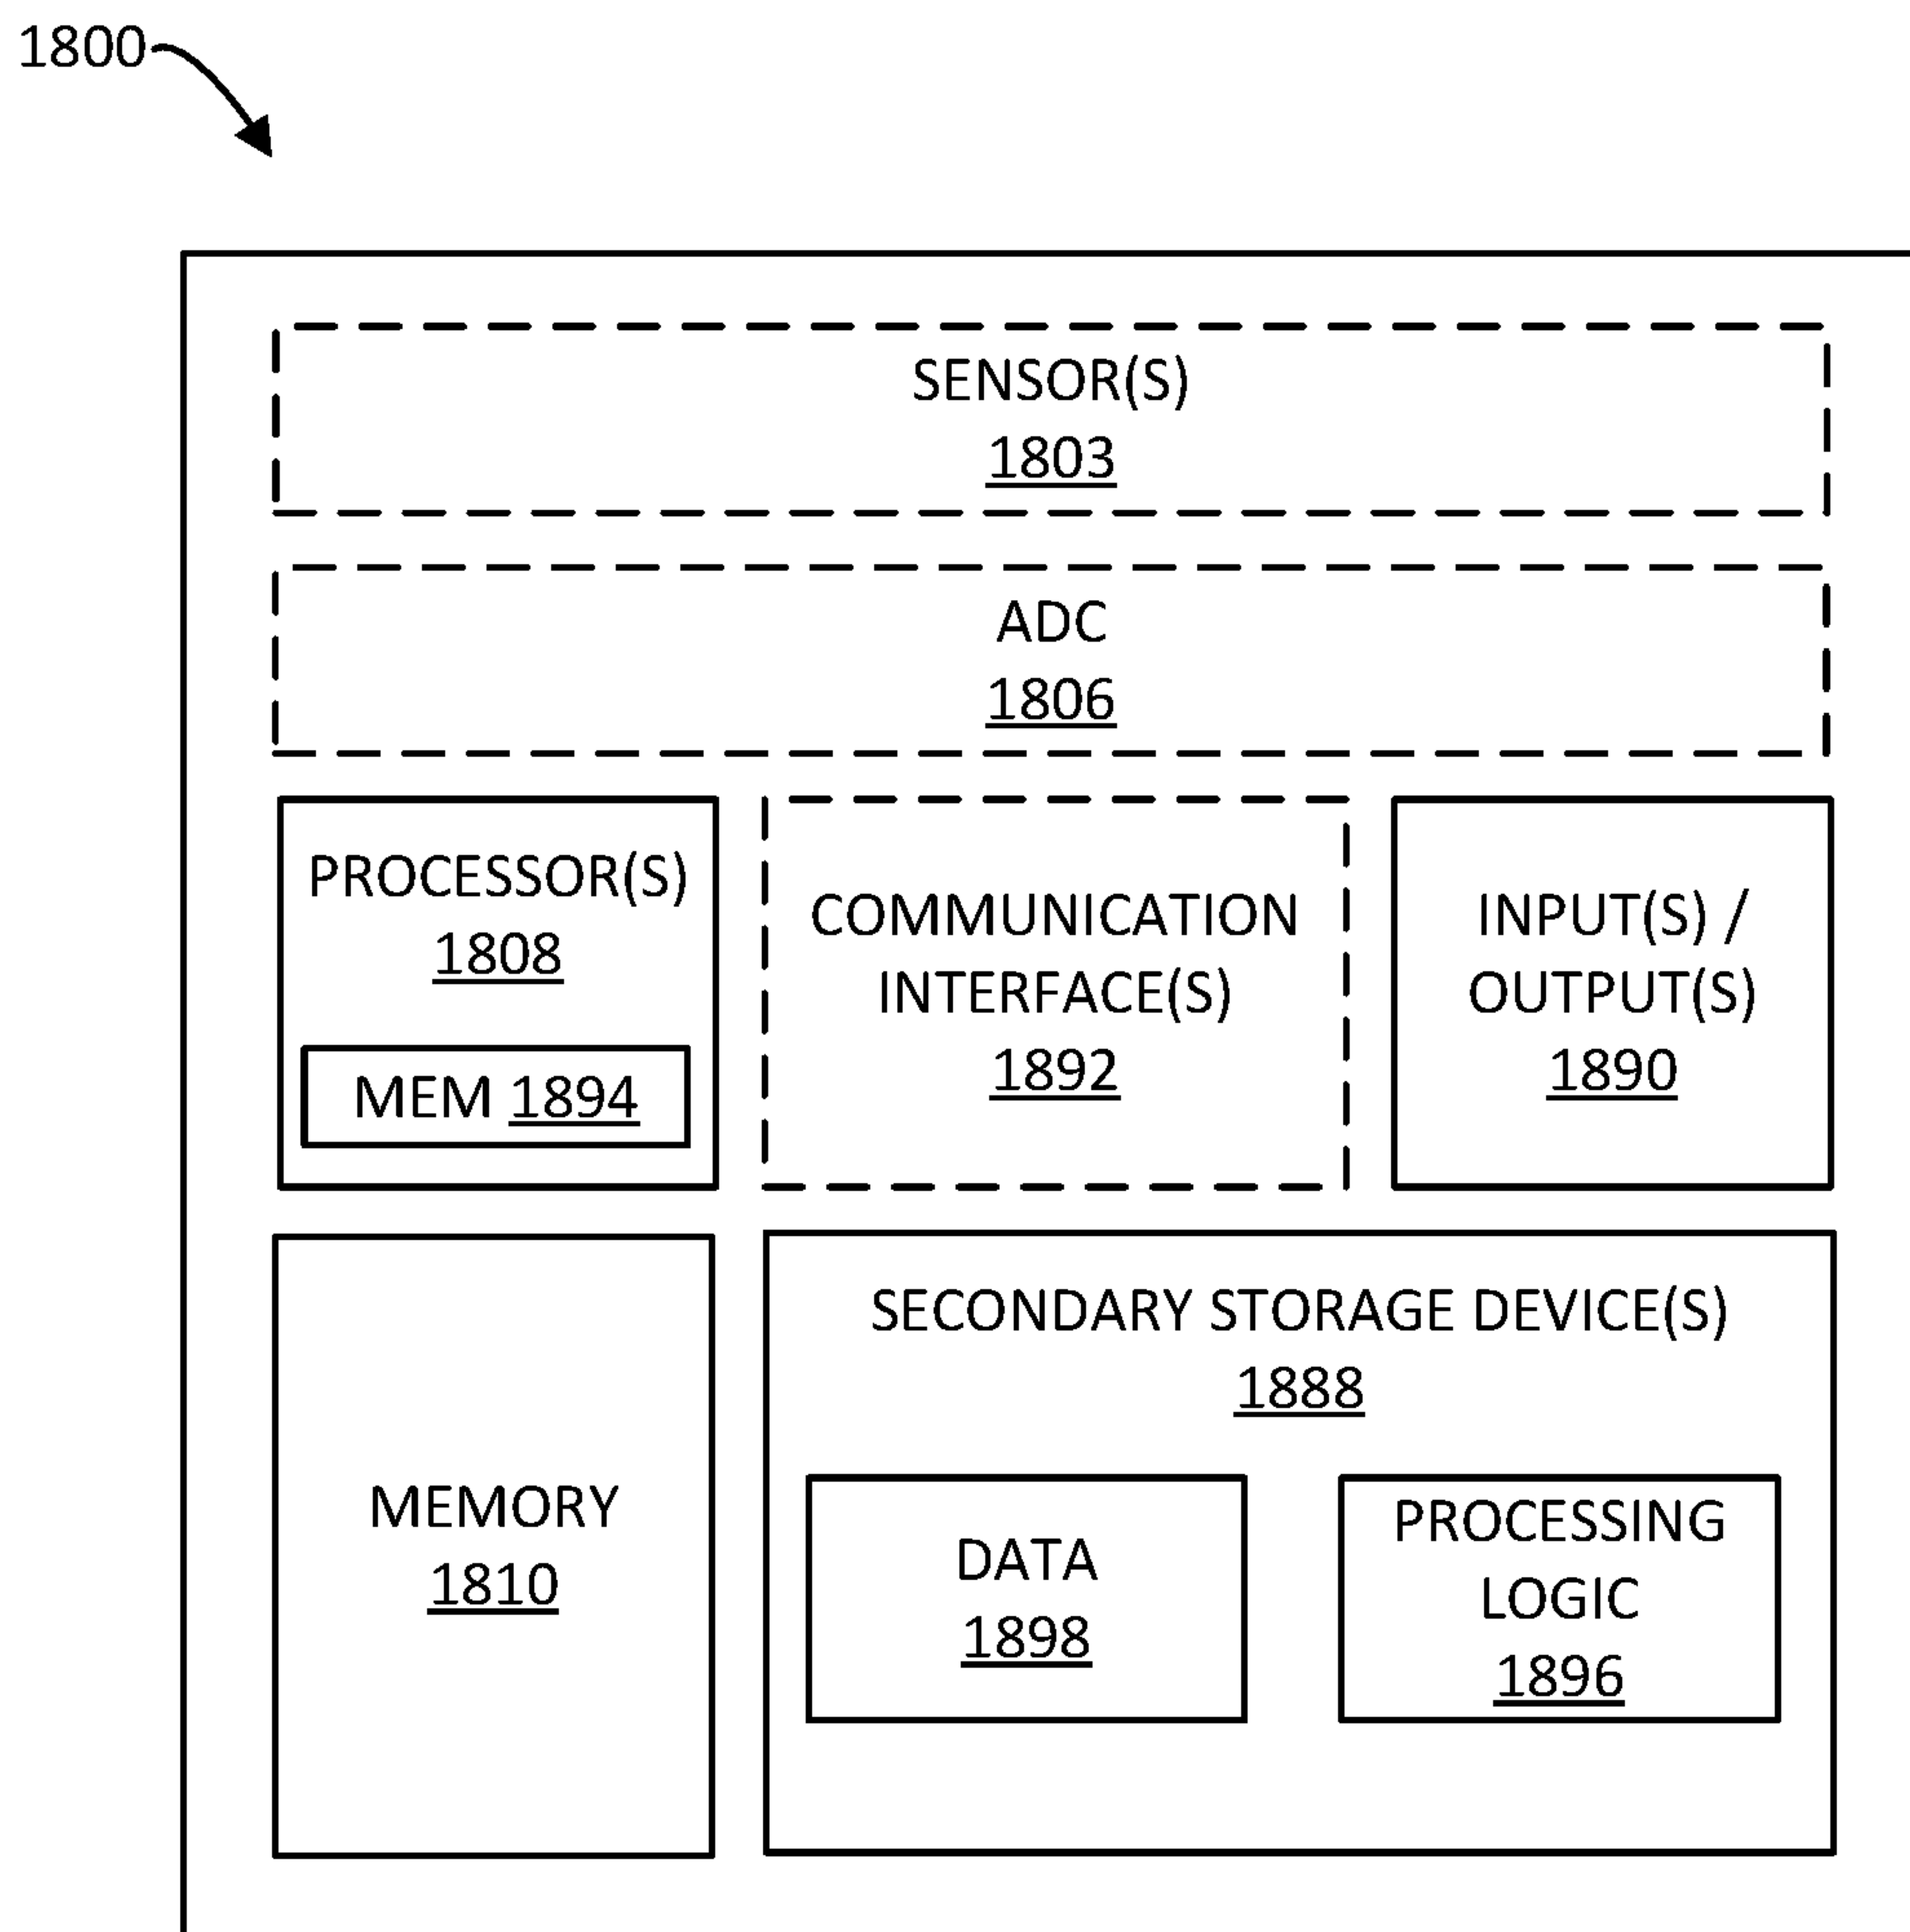 1800
SENSOR(S)
1803
ADC
1806
PROCESSOR(S)
1808
MEM 1894
COMMUNICATION
INTERFACE(S)
1892
INPUT(S) /
OUTPUT(S)
1890
MEMORY
1810
SECONDARY STORAGE DEVICE(S)
1888
DATA
1898
PROCESSING
LOGIC
1896